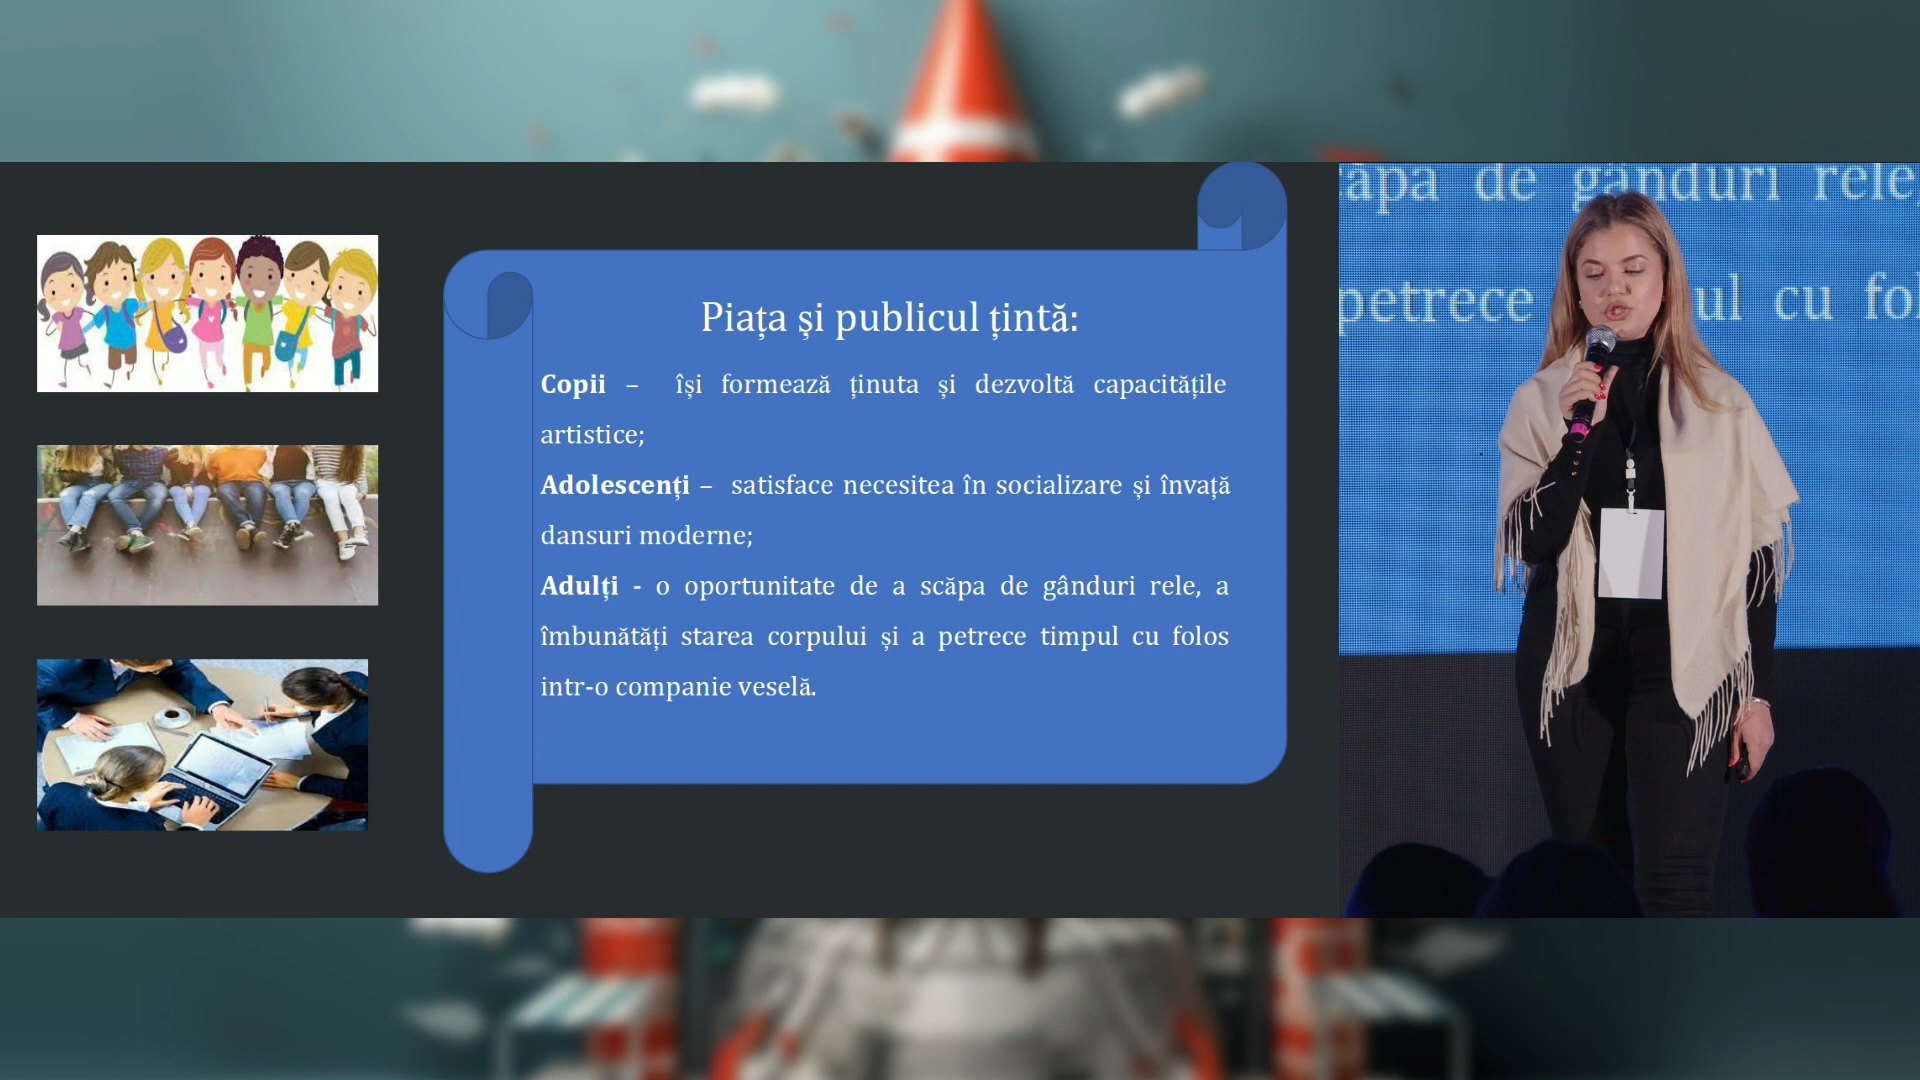 Piața și publicul țintă:
Copii – își formează ținuta și dezvoltă capacitățile
artistice;
Adolescenți – satisface necesitea în socializare și învață
dansuri moderne;
Adulți - o oportunitate de a scăpa de gânduri rele, a
îmbunătăți starea corpului și a petrece timpul cu folos
intr-o companie veselă.
ăpa de gânduri rele,
petrece ul cu fol